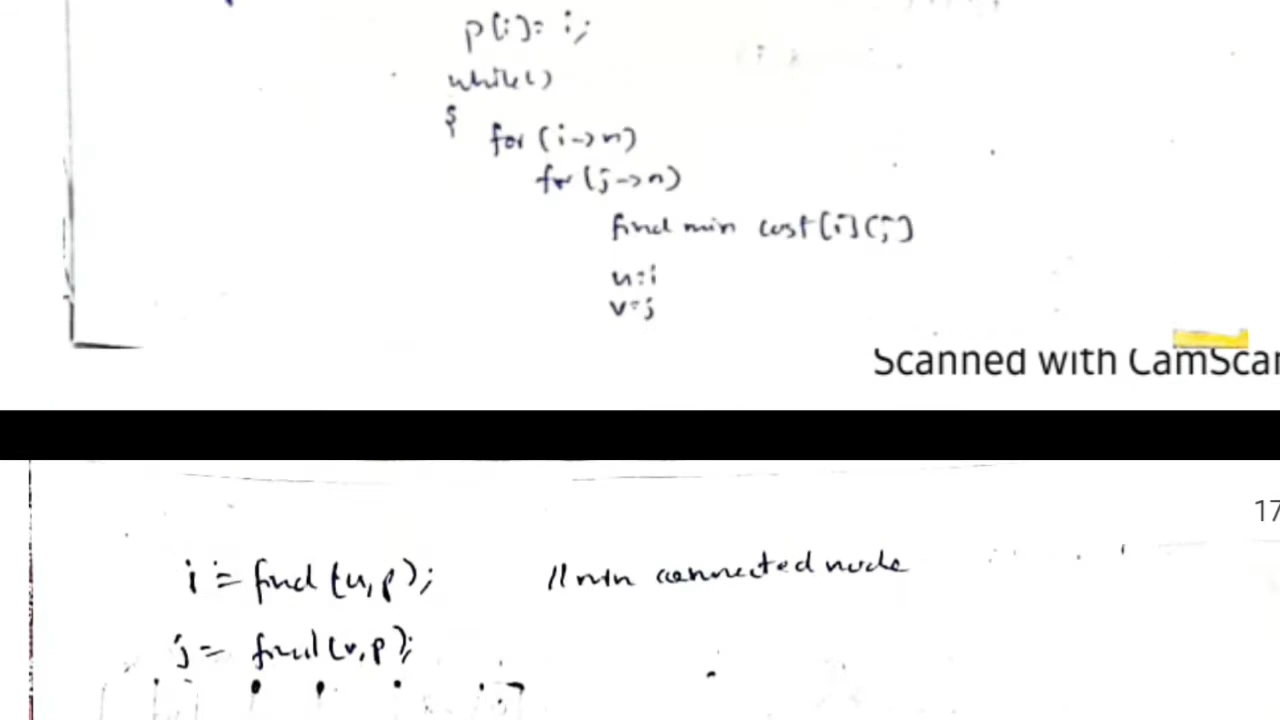 p[i]= i;
while()
{ for (i->n)
for (j->n)
find min cost[i][j]
u=i
v=j
Scanned with CamScan
17
i = find (u,p); //min connected node
j = find(v,p);